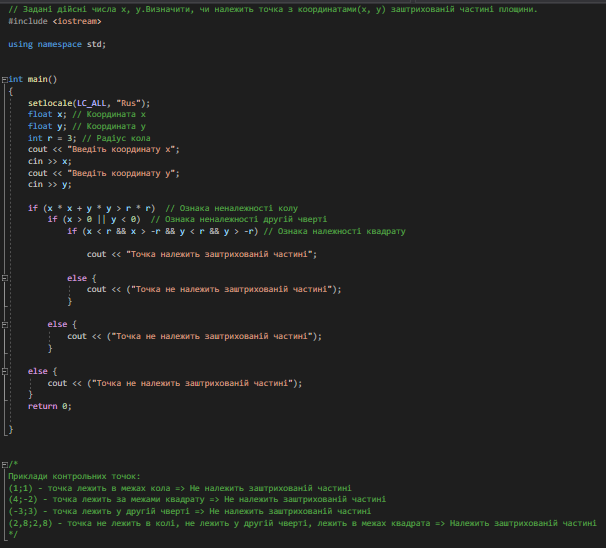 // Задані дійсні числа x, y.Визначити, чи належить точка з координатами(x, y) заштрихованій частині площини.
#include <iostream>
using namespace std;
int main()
{
setlocale(LC_ALL, "Rus");
float x; // Координата x
float y; // Координата y
int r = 3; // Радіус кола
cout << "Введіть координату x";
cin >> x;
cout << "Введіть координату y";
cin >> y;
if (x * x + y * y > r * r)  // Ознака неналежності колу
if (x > 0 || y < 0)  // Ознака неналежності другій чверті
if (x < r && x > -r && y < r && y > -r) // Ознака належності квадрату
cout << "Точка належить заштрихованій частині";
else {
cout << ("Точка не належить заштрихованій частині");
}
else {
cout << ("Точка не належить заштрихованій частині");
}
else {
cout << ("Точка не належить заштрихованій частині");
}
return 0;
}
/*
Приклади контрольних точок:
(1;1) - точка лежить в межах кола => Не належить заштрихованій частині
(4;-2) - точка лежить за межами квадрату => Не належить заштрихованій частині
(-3;3) - точка лежить у другій чверті => Не належить заштрихованій частині
(2,8;2,8) - точка не лежить в колі, не лежить у другій чверті, лежить в межах квадрата => Належить заштрихованій частині
*/